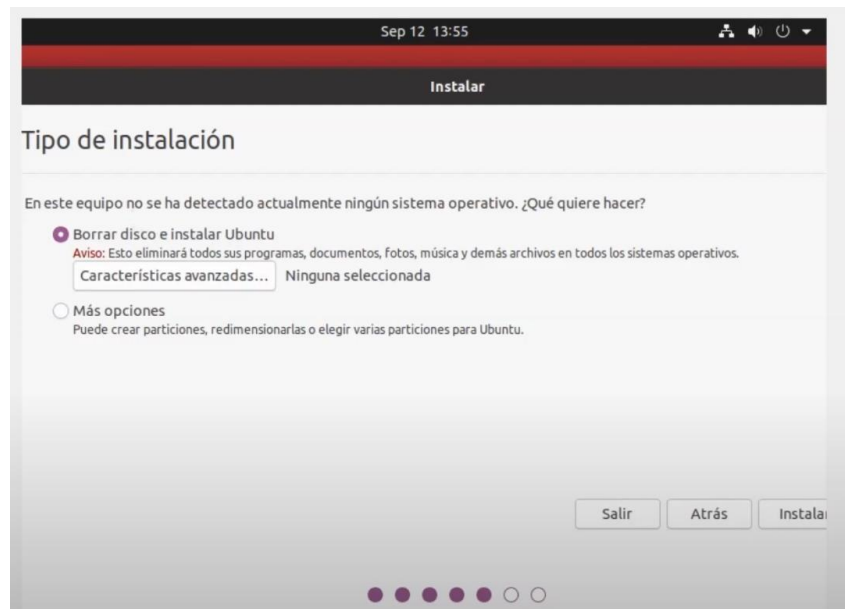 Sep 12 13:55
Instalar
Tipo de instalación
En este equipo no se ha detectado actualmente ningún sistema operativo. ¿Qué quiere hacer?
Borrar disco e instalar Ubuntu
Aviso: Esto eliminará todos sus programas, documentos, fotos, música y demás archivos en todos los sistemas operativos.
Características avanzadas... Ninguna seleccionada
Más opciones
Puede crear particiones, redimensionarlas o elegir varias particiones para Ubuntu.
Salir Atrás Instala